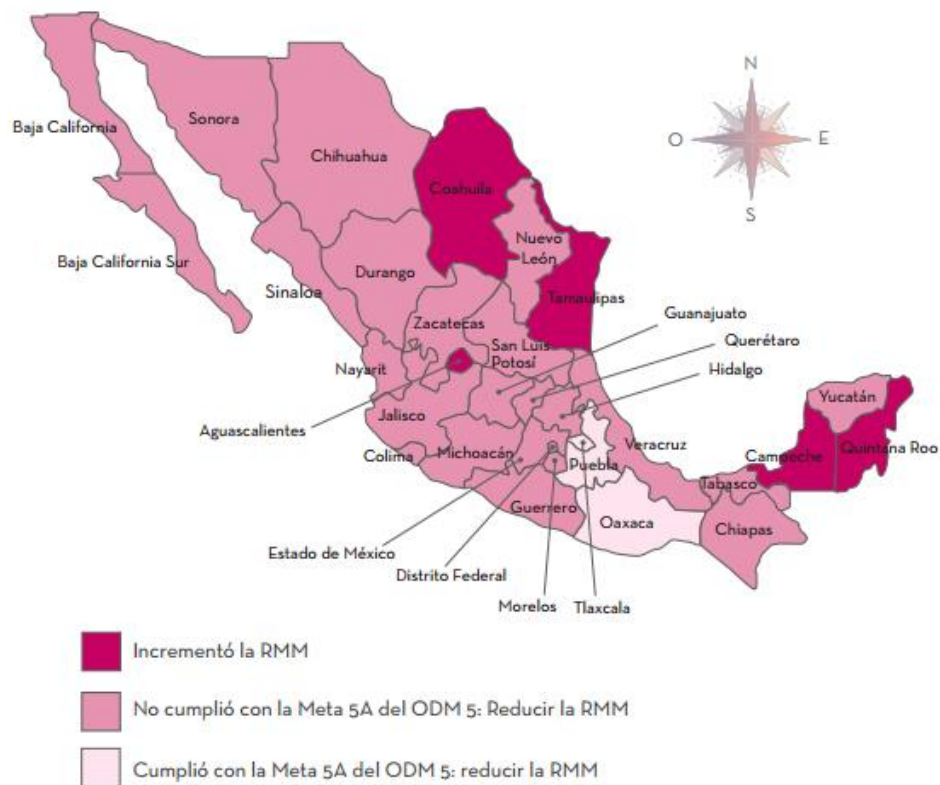 N
O
E
S
Baja California
Sonora
Chihuahua
Coahuila
Nuevo
León
Baja California Sur
Sinaloa
Durango
Tamaulipas
Zacatecas
San Luis
Potosí
Guanajuato
Querétaro
Hidalgo
Nayarit
Aguascalientes
Jalisco
Colima
Michoacán
Puebla
Veracruz
Yucatán
Campeche
Quintana Roo
Tabasco
Guerrero
Oaxaca
Chiapas
Estado de México
Distrito Federal
Morelos
Tlaxcala
Incrementó la RMM
No cumplió con la Meta 5A del ODM 5: Reducir la RMM
Cumplió con la Meta 5A del ODM 5: reducir la RMM